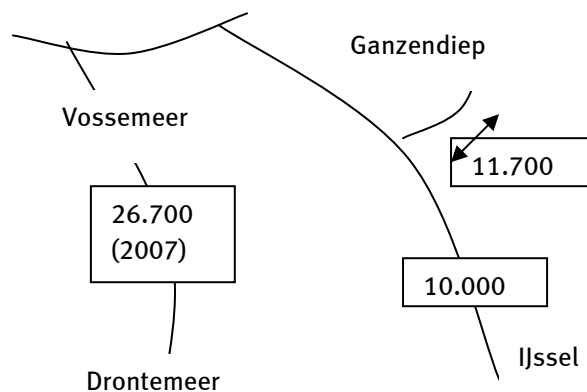 Ganzendiep
Vossemeer
11.700
26.700
(2007)
10.000
IJssel
Drontemeer